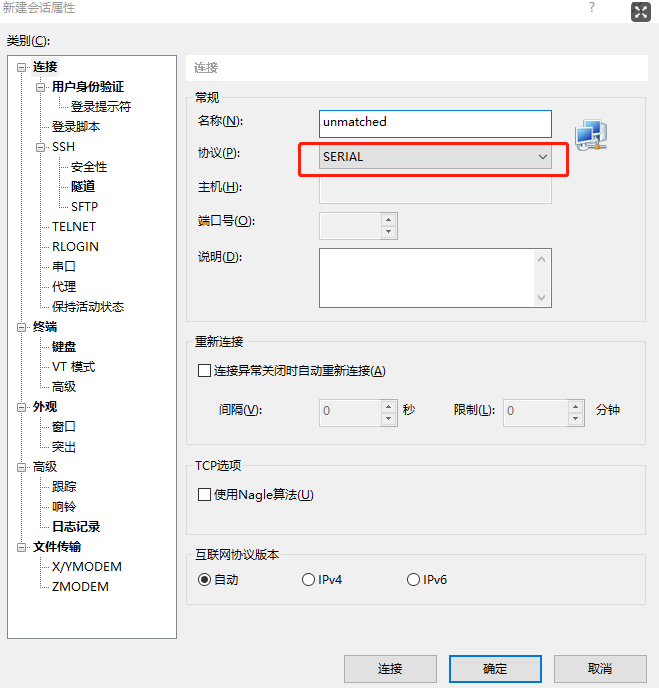 新建会话属性 ?
类别(C):
连接
用户身份验证
登录提示符
登录脚本
SSH
安全性
隧道
SFTP
TELNET
RLOGIN
串口
代理
保持活动状态
终端
键盘
VT 模式
高级
外观
窗口
突出
高级
跟踪
响铃
日志记录
文件传输
X/YMODEM
ZMODEM
连接
常规
名称(N): unmatched
协议(P): SERIAL
主机(H):
端口号(O):
说明(D):
重新连接
连接异常关闭时自动重新连接(A)
间隔(V): 0 秒 限制(L): 0 分钟
TCP选项
使用Nagle算法(U)
互联网协议版本
自动 IPv4 IPv6
连接 确定 取消